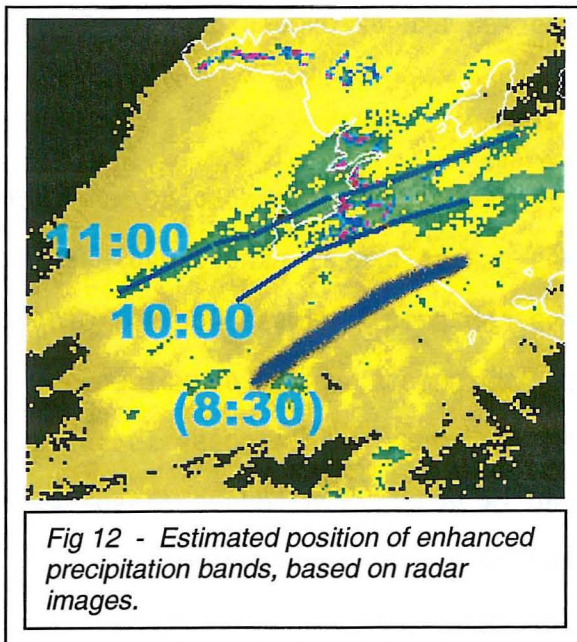 11:00
10:00
(8:30)
Fig 12 - Estimated position of enhanced
precipitation bands, based on radar
images.